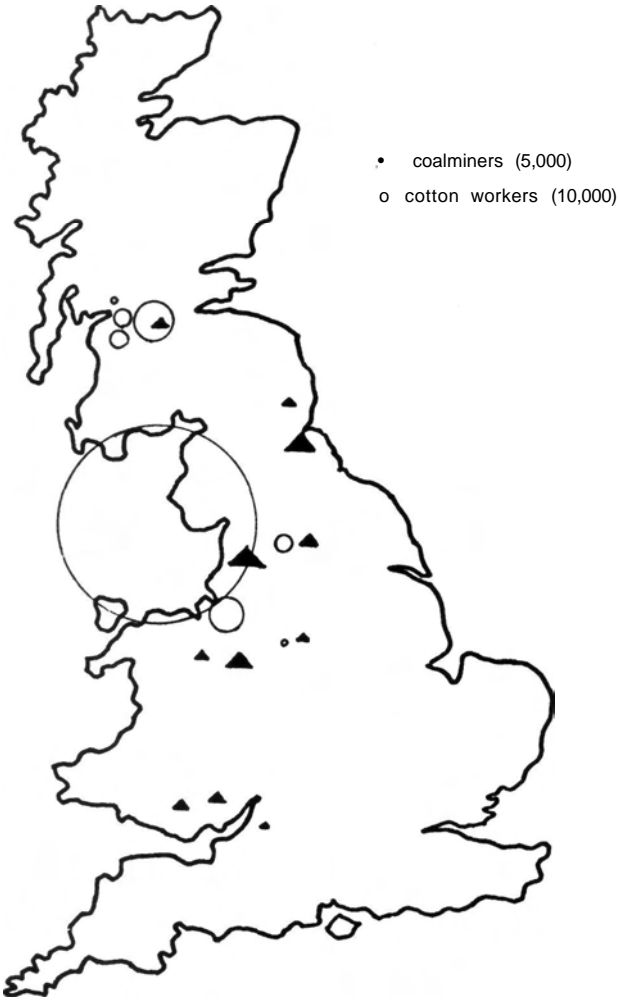 • coalminers (5,000)
o cotton workers (10,000)